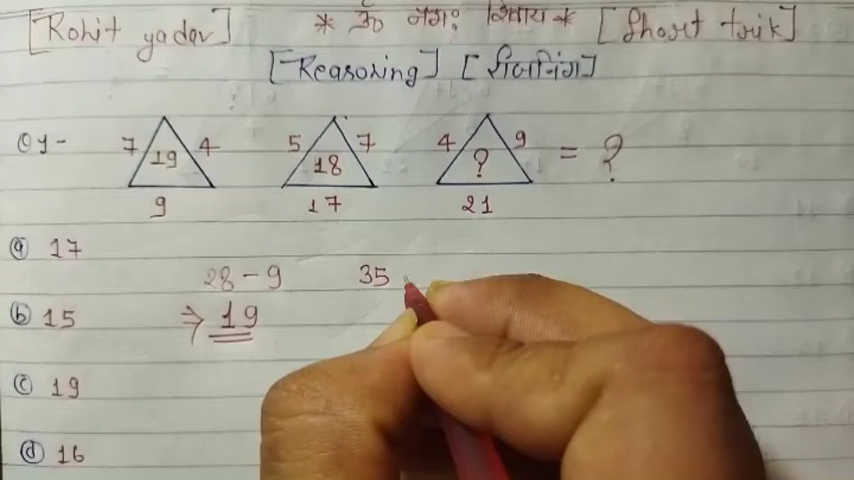 [Rohit yadav] * ॐ नमः शिवाय * [Short trik]
[Reasoning] [रीजनिंग]
Q1- 7 19 4 5 18 7 4 ? 9 = ?
9 17 21
a 17
28 - 9 35
b 15 ⇒ 19
c 19
d 16